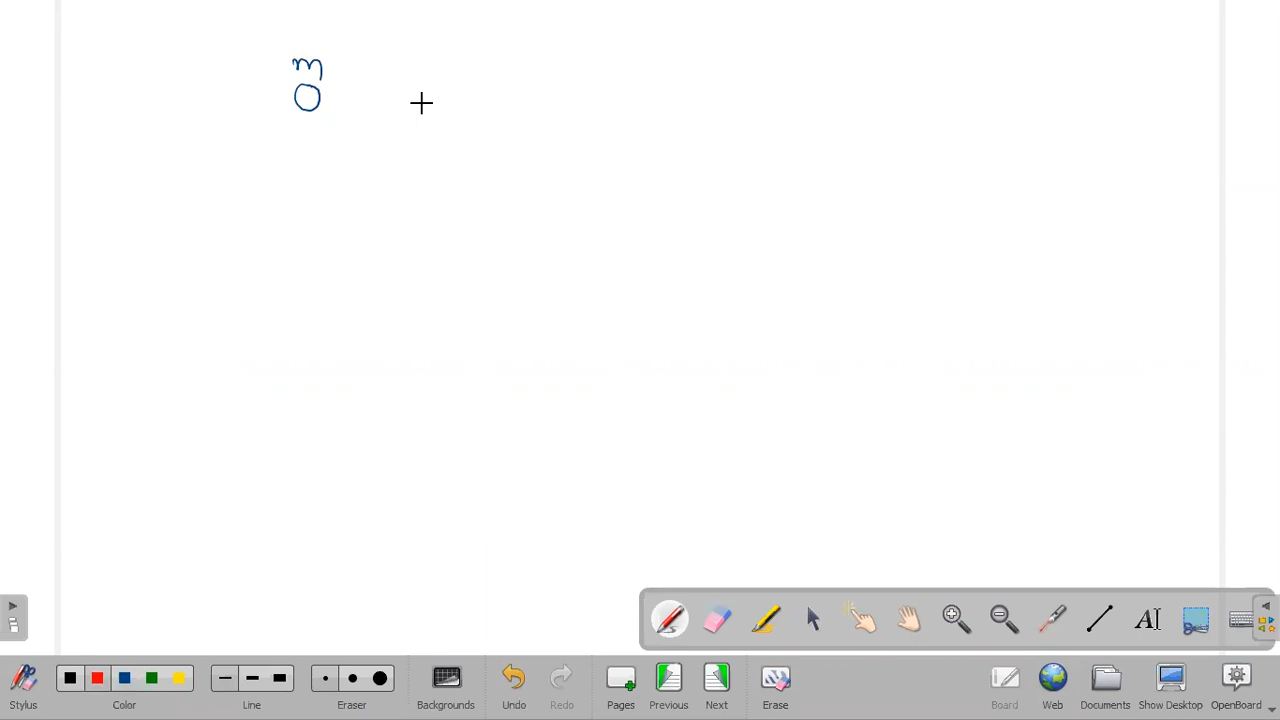 m
O
Stylus
Color
Line
Eraser
Backgrounds
Undo
Redo
Pages
Previous
Next
Erase
Board
Web
Documents
Show Desktop
OpenBoard
A